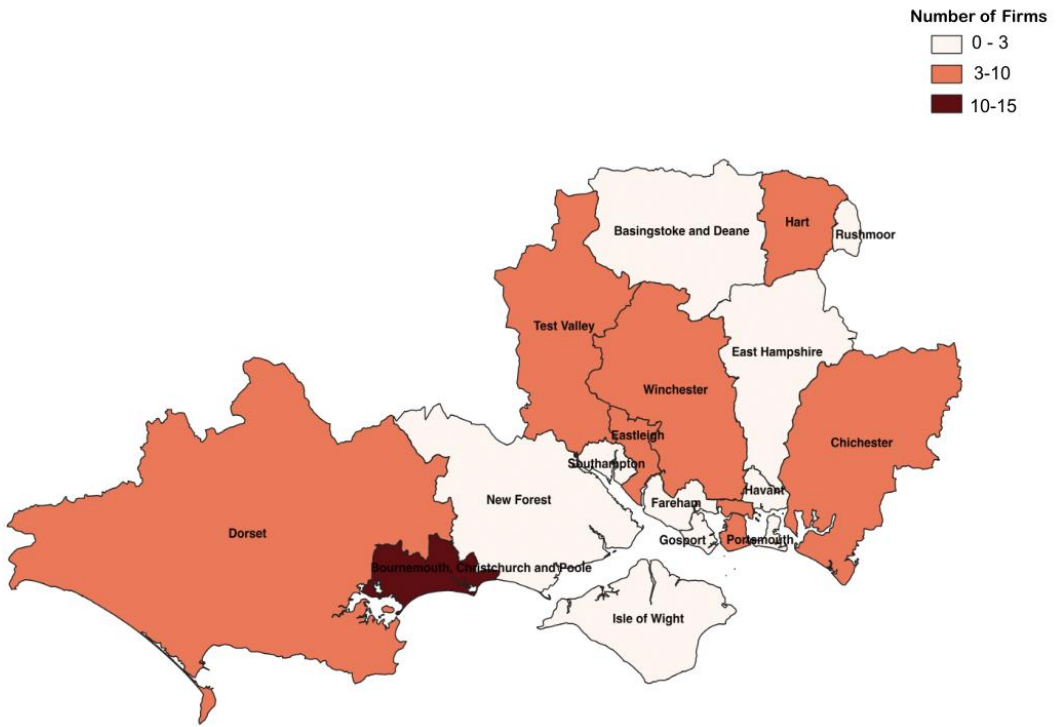 Number of Firms
0 - 3
3-10
10-15
Basingstoke and Deane
Hart
Rushmoor
Test Valley
East Hampshire
Winchester
Eastleigh
Chichester
Southampton
Havant
New Forest
Fareham
Dorset
Gosport
Portsmouth
Bournemouth, Christchurch and Poole
Isle of Wight